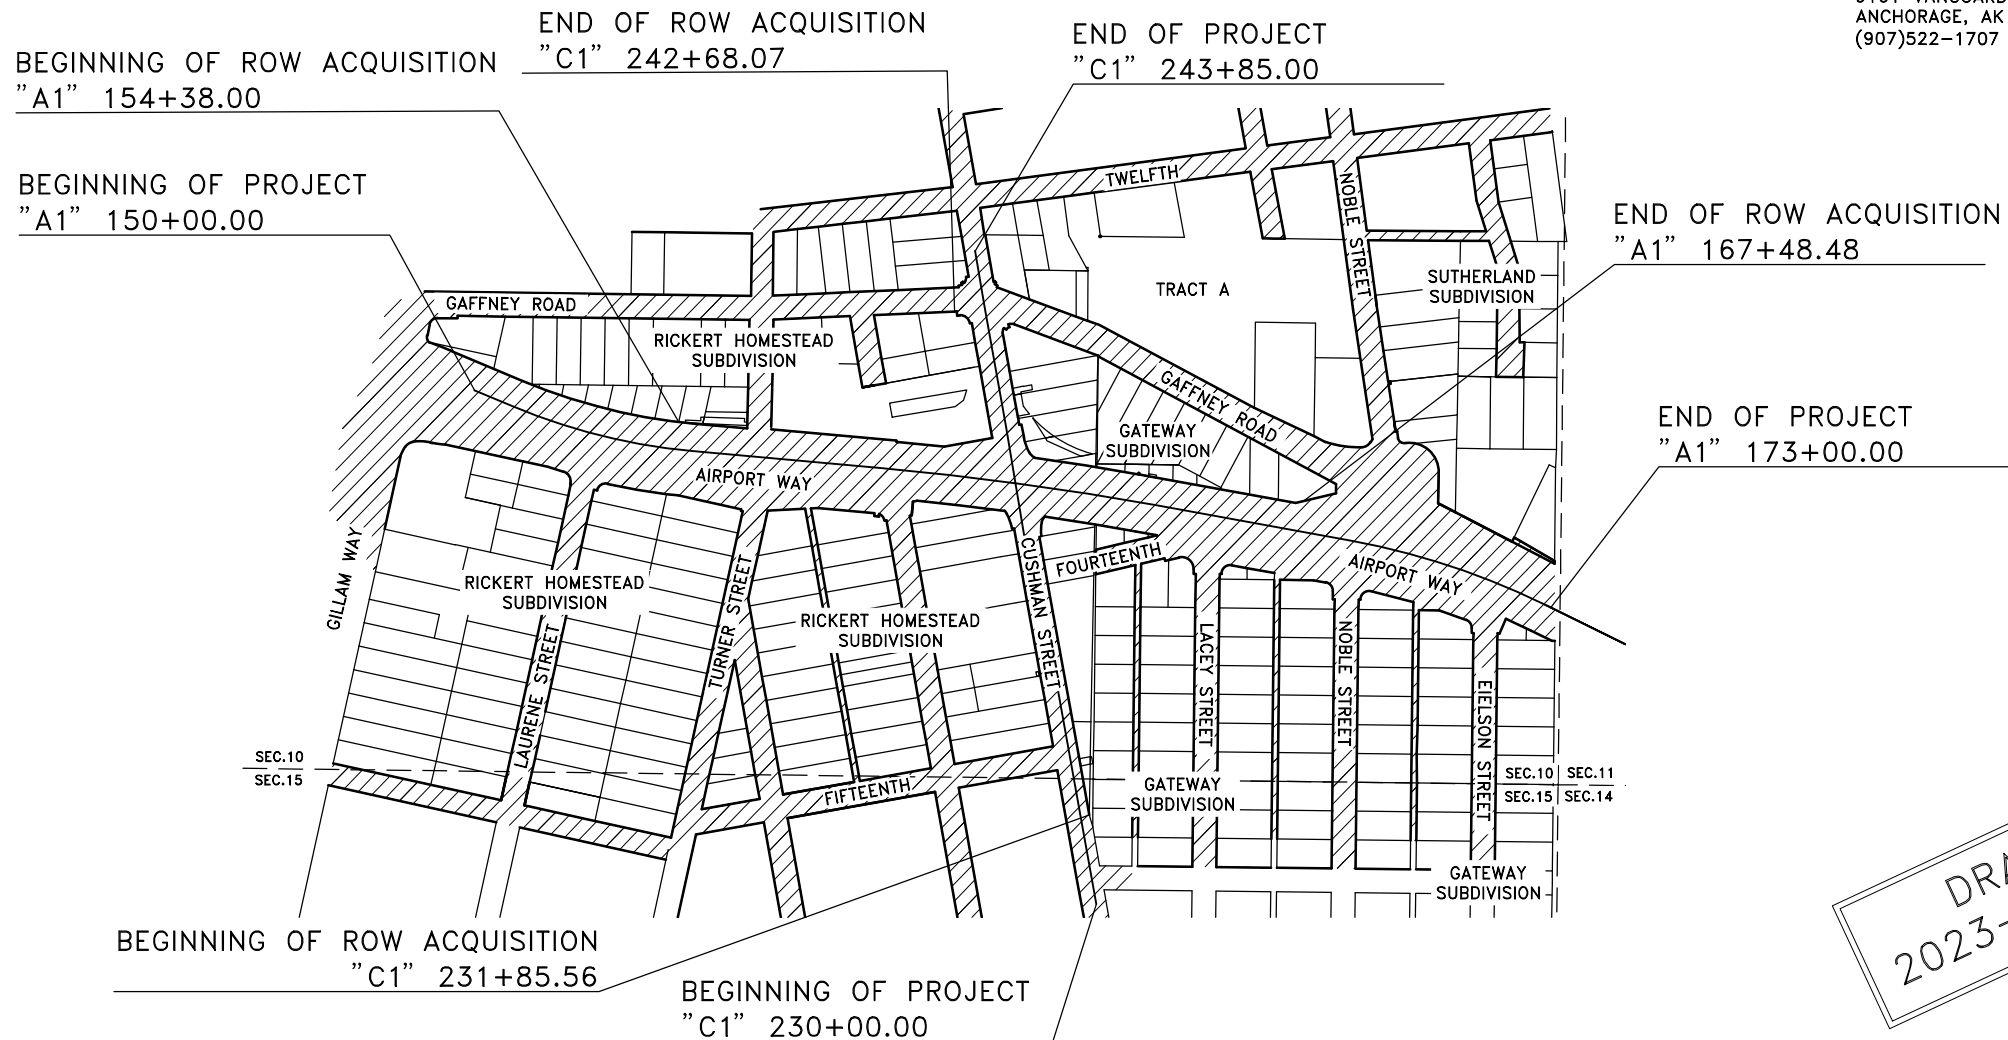 ANCHORAGE, AK
(907)522-1707
END OF ROW ACQUISITION
"C1" 242+68.07
END OF PROJECT
"C1" 243+85.00
BEGINNING OF ROW ACQUISITION
"A1" 154+38.00
BEGINNING OF PROJECT
"A1" 150+00.00
END OF ROW ACQUISITION
"A1" 167+48.48
END OF PROJECT
"A1" 173+00.00
TWELFTH
NOBLE STREET
TRACT A
SUTHERLAND
SUBDIVISION
GAFFNEY ROAD
RICKERT HOMESTEAD
SUBDIVISION
GAFFNEY ROAD
GATEWAY
SUBDIVISION
AIRPORT WAY
GILLAM WAY
RICKERT HOMESTEAD
SUBDIVISION
LAURENE STREET
TURNER STREET
RICKERT HOMESTEAD
SUBDIVISION
CUSHMAN STREET
FOURTEENTH
AIRPORT WAY
LACEY STREET
NOBLE STREET
EIELSON STREET
SEC.10
SEC.15
FIFTEENTH
GATEWAY
SUBDIVISION
SEC.10 SEC.11
SEC.15 SEC.14
GATEWAY
SUBDIVISION
BEGINNING OF ROW ACQUISITION
"C1" 231+85.56
BEGINNING OF PROJECT
"C1" 230+00.00
2023-